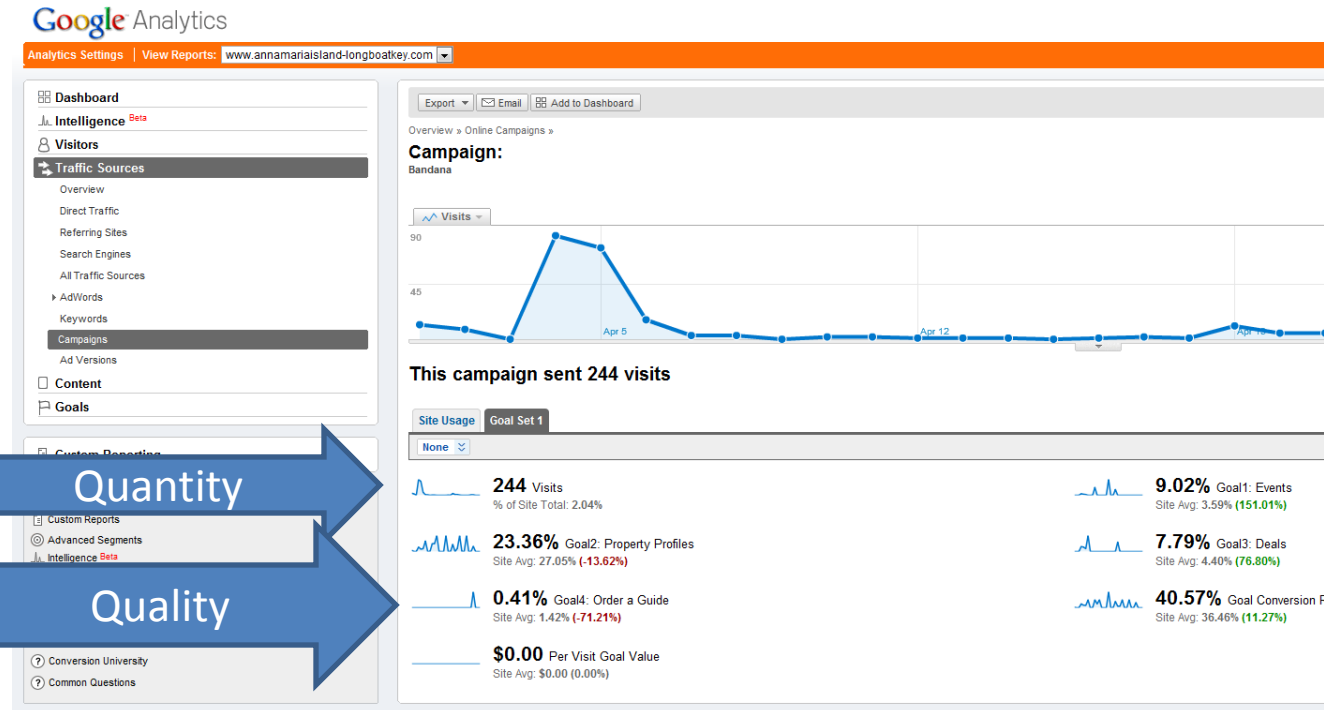 Google Analytics
Analytics Settings | View Reports: www.annamariaisland-longboatkey.com
Dashboard
Intelligence Beta
Visitors
Traffic Sources
Overview
Direct Traffic
Referring Sites
Search Engines
All Traffic Sources
AdWords
Keywords
Campaigns
Ad Versions
Content
Goals
Custom Reporting
Quantity
Custom Reports
Advanced Segments
Intelligence Beta
Quality
Conversion University
Common Questions
Export Email Add to Dashboard
Overview » Online Campaigns »
Campaign:
Bandana
Visits
90
45
Apr 5 Apr 12
This campaign sent 244 visits
Site Usage Goal Set 1
None
244 Visits
% of Site Total: 2.04%
9.02% Goal1: Events
Site Avg: 3.59% (151.01%)
23.36% Goal2: Property Profiles
Site Avg: 27.05% (-13.62%)
7.79% Goal3: Deals
Site Avg: 4.40% (76.80%)
0.41% Goal4: Order a Guide
Site Avg: 1.42% (-71.21%)
40.57% Goal Conversion
Site Avg: 36.46% (11.27%)
$0.00 Per Visit Goal Value
Site Avg: $0.00 (0.00%)